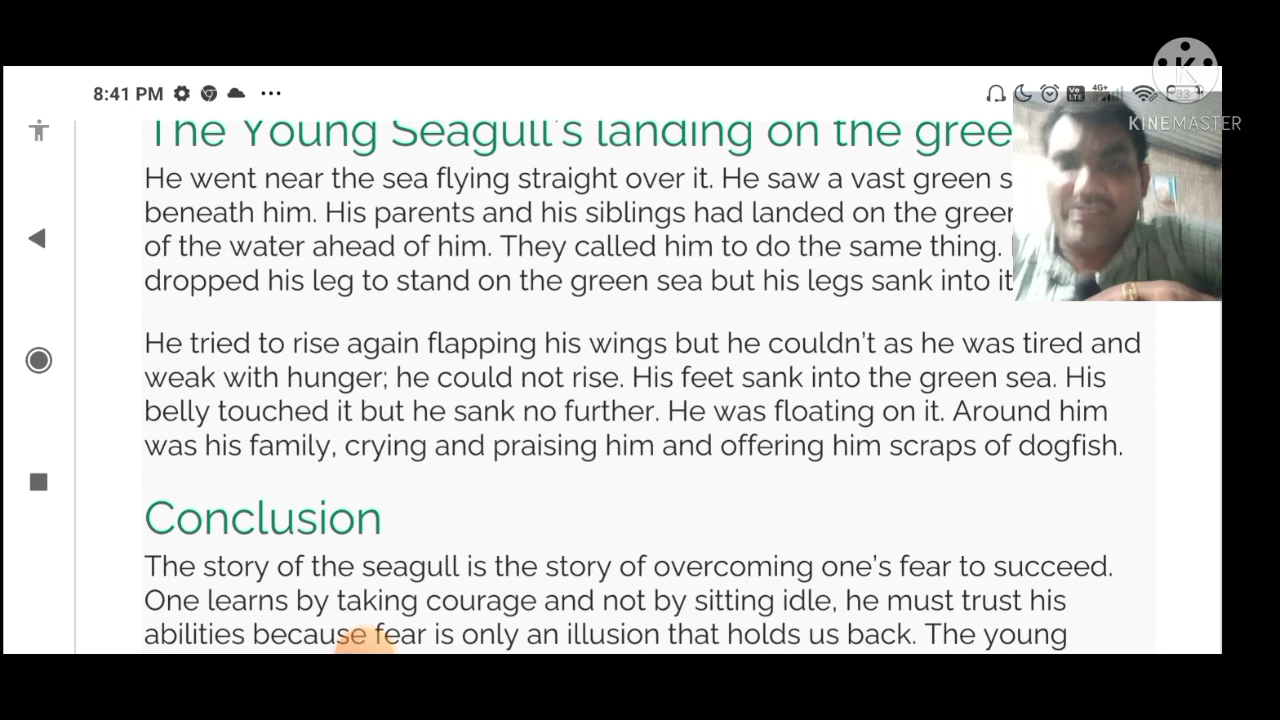 8:41 PM
VoLTE 4G+ 33
KINEMASTER
The Young Seagull's landing on the gree
He went near the sea flying straight over it. He saw a vast green s
beneath him. His parents and his siblings had landed on the green
of the water ahead of him. They called him to do the same thing.
dropped his leg to stand on the green sea but his legs sank into it
He tried to rise again flapping his wings but he couldn't as he was tired and
weak with hunger; he could not rise. His feet sank into the green sea. His
belly touched it but he sank no further. He was floating on it. Around him
was his family, crying and praising him and offering him scraps of dogfish.
Conclusion
The story of the seagull is the story of overcoming one's fear to succeed.
One learns by taking courage and not by sitting idle, he must trust his
abilities because fear is only an illusion that holds us back. The young